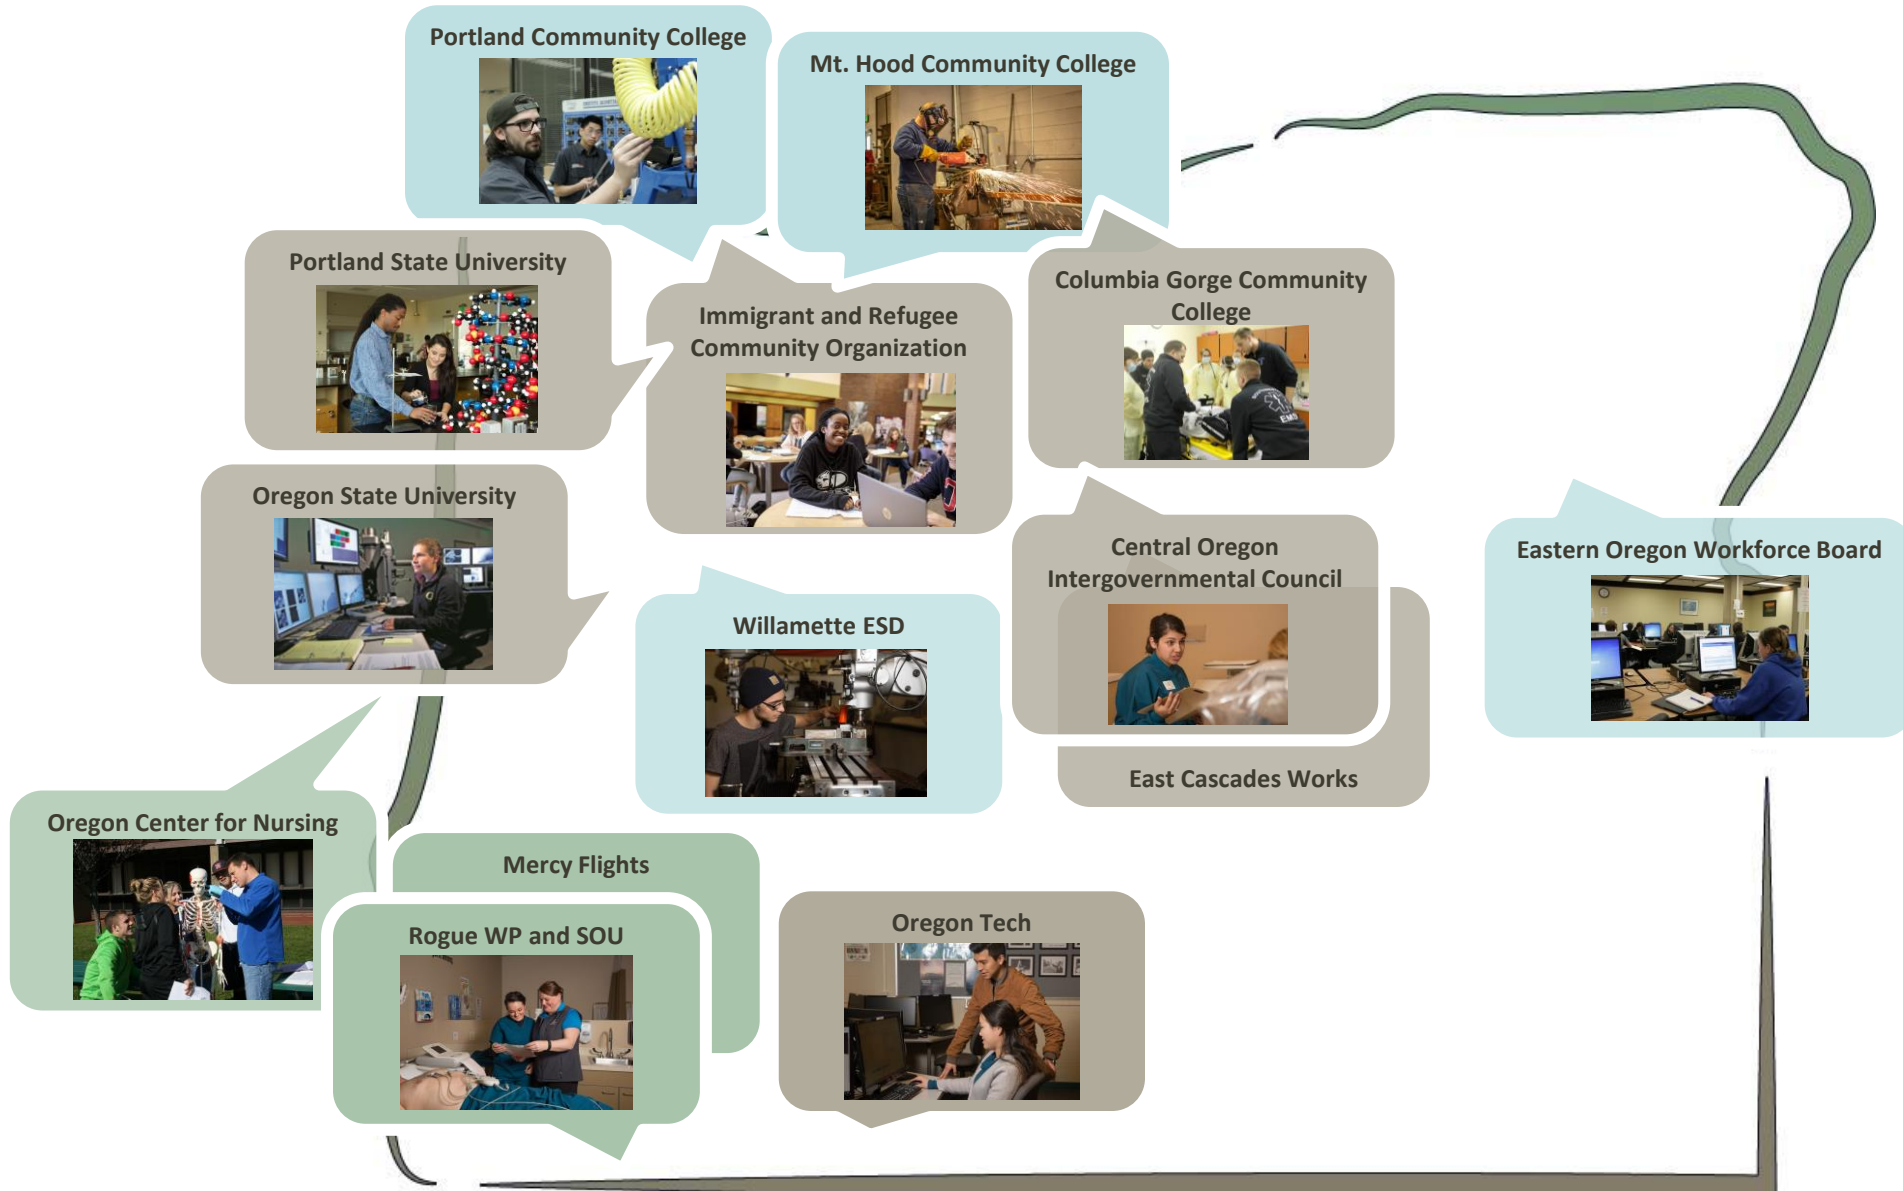 Portland Community College
Mt. Hood Community College
Portland State University
Immigrant and Refugee
Community Organization
Columbia Gorge Community
College
EMS
Oregon State University
Central Oregon
Intergovernmental Council
Eastern Oregon Workforce Board
Willamette ESD
East Cascades Works
Oregon Center for Nursing
Mercy Flights
Rogue WP and SOU
Oregon Tech